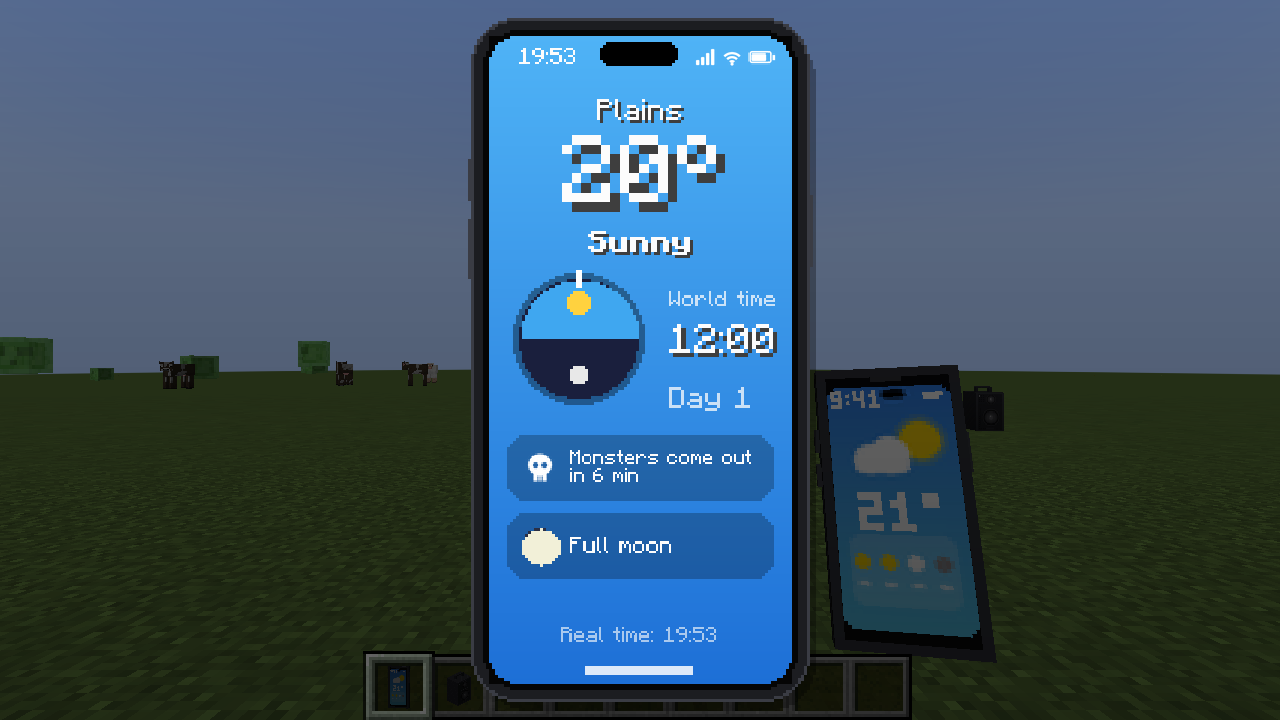 19:53
Plains
20°
Sunny
World time
12:00
Day 1
Monsters come out
in 6 min
Full moon
Real time: 19:53
9:41
21°